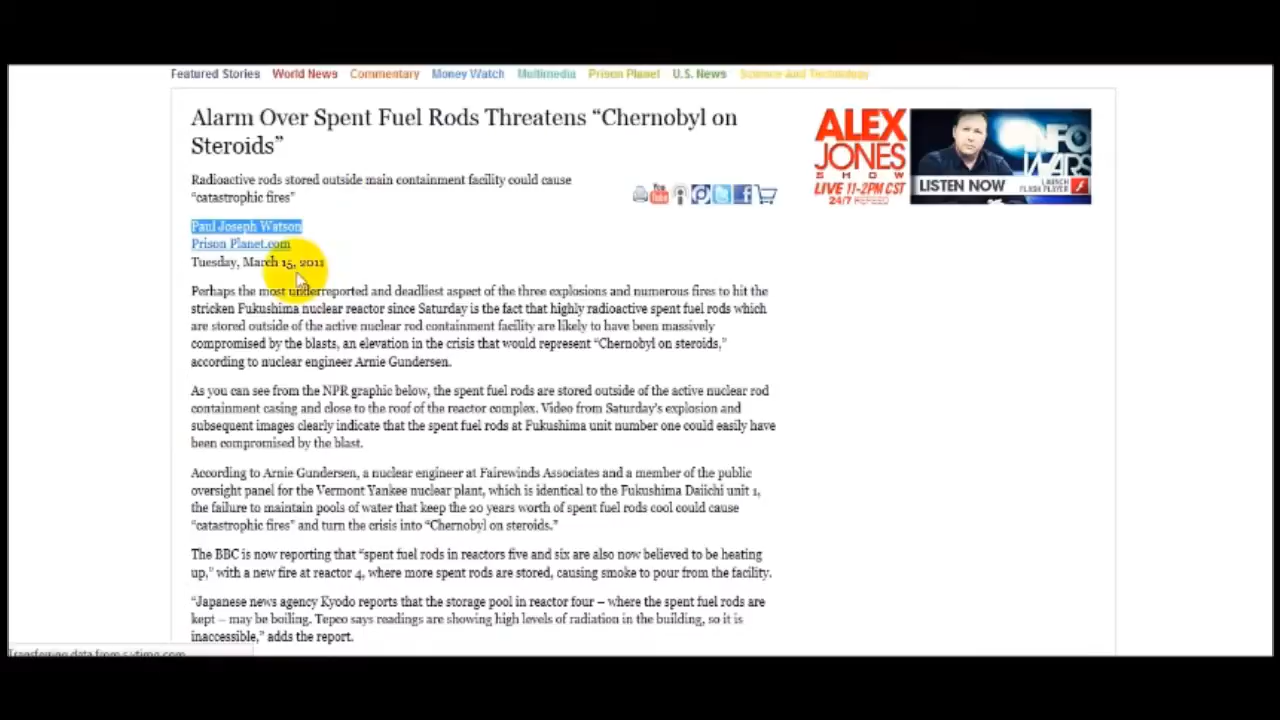 Featured Stories World News Commentary Money Watch Multimedia Prison Planet U.S. News Science And Technology
Alarm Over Spent Fuel Rods Threatens “Chernobyl on
Steroids”
Radioactive rods stored outside main containment facility could cause
“catastrophic fires”
Paul Joseph Watson
Prison Planet.com
Tuesday, March 15, 2011
ALEX
JONES
SHOW
LIVE 11-2PM CST
24/7 REFEED
INFO
WARS
LISTEN NOW
LAUNCH
FLASH PLAYER
You
Tube
Perhaps the most underreported and deadliest aspect of the three explosions and numerous fires to hit the
stricken Fukushima nuclear reactor since Saturday is the fact that highly radioactive spent fuel rods which
are stored outside of the active nuclear rod containment facility are likely to have been massively
compromised by the blasts, an elevation in the crisis that would represent “Chernobyl on steroids,”
according to nuclear engineer Arnie Gundersen.
As you can see from the NPR graphic below, the spent fuel rods are stored outside of the active nuclear rod
containment casing and close to the roof of the reactor complex. Video from Saturday’s explosion and
subsequent images clearly indicate that the spent fuel rods at Fukushima unit number one could easily have
been compromised by the blast.
According to Arnie Gundersen, a nuclear engineer at Fairewinds Associates and a member of the public
oversight panel for the Vermont Yankee nuclear plant, which is identical to the Fukushima Daiichi unit 1,
the failure to maintain pools of water that keep the 20 years worth of spent fuel rods cool could cause
“catastrophic fires” and turn the crisis into “Chernobyl on steroids.”
The BBC is now reporting that “spent fuel rods in reactors five and six are also now believed to be heating
up,” with a new fire at reactor 4, where more spent rods are stored, causing smoke to pour from the facility.
“Japanese news agency Kyodo reports that the storage pool in reactor four – where the spent fuel rods are
kept – may be boiling. Tepco says readings are showing high levels of radiation in the building, so it is
inaccessible,” adds the report.
Transferring data from